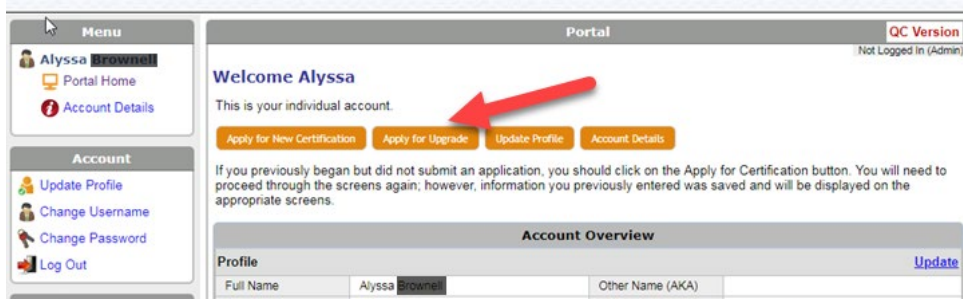 Menu
Alyssa
Portal Home
Account Details
Account
Update Profile
Change Username
Change Password
Log Out
Portal
QC Version
Not Logged In (Admin)
Welcome Alyssa
This is your individual account.
Apply for New Certification Apply for Upgrade Update Profile Account Details
If you previously began but did not submit an application, you should click on the Apply for Certification button. You will need to
proceed through the screens again; however, information you previously entered was saved and will be displayed on the
appropriate screens.
Account Overview
Profile Update
Full Name Alyssa Other Name (AKA)